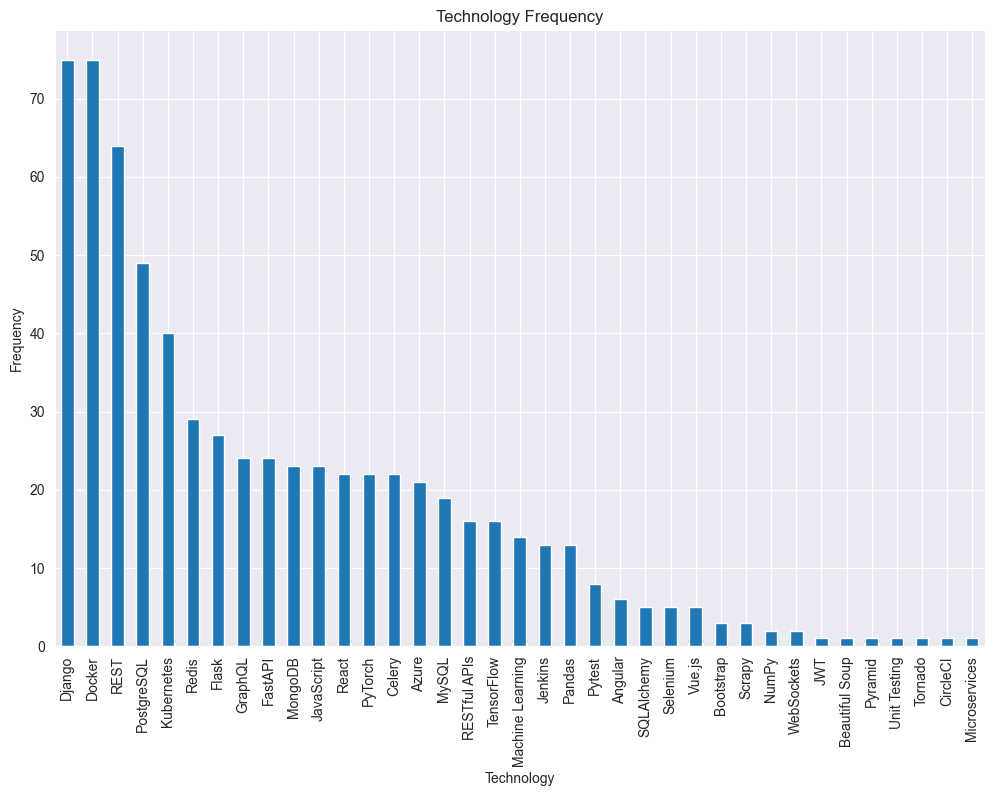 Technology Frequency
Frequency
70
60
50
40
30
20
10
0
Django
Docker
REST
PostgreSQL
Kubernetes
Redis
Flask
GraphQL
FastAPI
MongoDB
JavaScript
React
PyTorch
Celery
Azure
MySQL
RESTful APIs
TensorFlow
Machine Learning
Jenkins
Pandas
Pytest
Angular
SQLAlchemy
Selenium
Vue.js
Bootstrap
Scrapy
NumPy
WebSockets
JWT
Beautiful Soup
Pyramid
Unit Testing
Tornado
CircleCI
Microservices
Technology